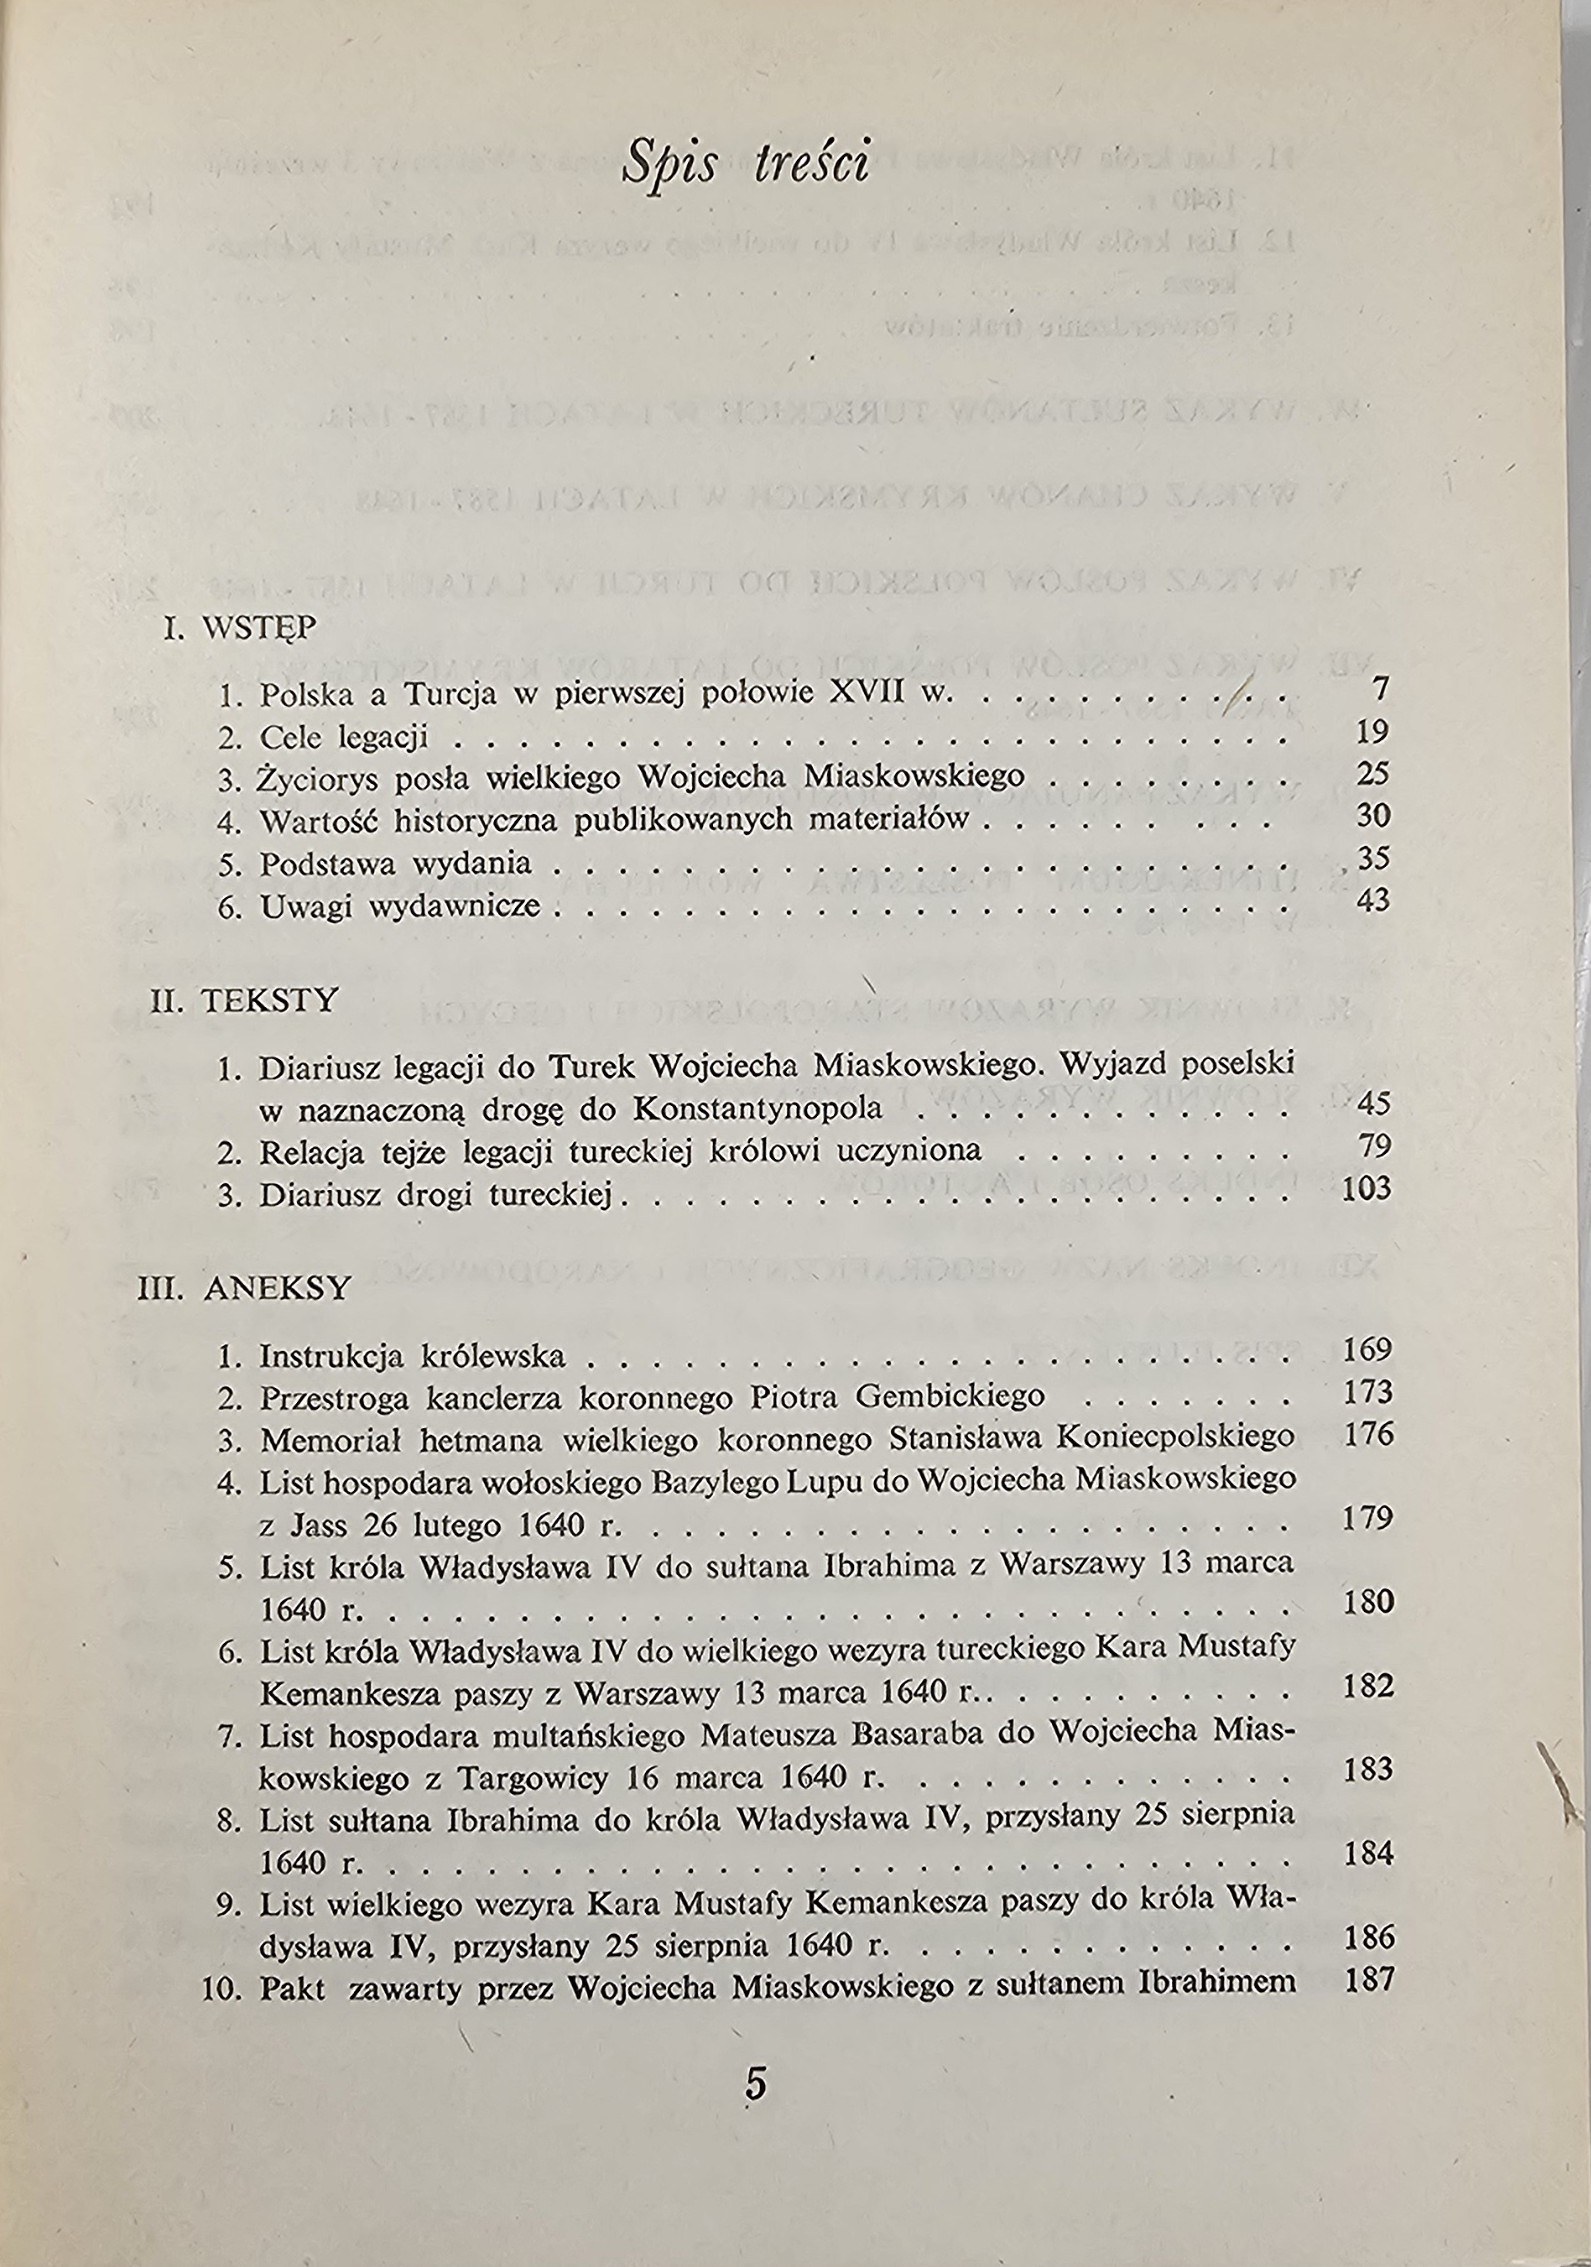 Spis treści
I. WSTĘP
1. Polska a Turcja w pierwszej połowie XVII w. . . . . . . . . . . 7
2. Cele legacji . . . . . . . . . . . . . . . . . . . . . . . . . . 19
3. Życiorys posła wielkiego Wojciecha Miaskowskiego . . . . . . . . 25
4. Wartość historyczna publikowanych materiałów . . . . . . . . . . 30
5. Podstawa wydania . . . . . . . . . . . . . . . . . . . . . . . 35
6. Uwagi wydawnicze . . . . . . . . . . . . . . . . . . . . . . . 43
II. TEKSTY
1. Diariusz legacji do Turek Wojciecha Miaskowskiego. Wyjazd poselski
w naznaczoną drogę do Konstantynopola . . . . . . . . . . . . 45
2. Relacja tejże legacji tureckiej królowi uczyniona . . . . . . . . . 79
3. Diariusz drogi tureckiej . . . . . . . . . . . . . . . . . . . . . 103
III. ANEKSY
1. Instrukcja królewska . . . . . . . . . . . . . . . . . . . . . . 169
2. Przestroga kanclerza koronnego Piotra Gembickiego . . . . . . . 173
3. Memoriał hetmana wielkiego koronnego Stanisława Koniecpolskiego 176
4. List hospodara wołoskiego Bazylego Lupu do Wojciecha Miaskowskiego
z Jass 26 lutego 1640 r. . . . . . . . . . . . . . . . . . . . . 179
5. List króla Władysława IV do sułtana Ibrahima z Warszawy 13 marca
1640 r. . . . . . . . . . . . . . . . . . . . . . . . . . . . . 180
6. List króla Władysława IV do wielkiego wezyra tureckiego Kara Mustafy
Kemankesza paszy z Warszawy 13 marca 1640 r. . . . . . . . . . . 182
7. List hospodara multańskiego Mateusza Basaraba do Wojciecha Mias-
kowskiego z Targowicy 16 marca 1640 r. . . . . . . . . . . . . 183
8. List sułtana Ibrahima do króla Władysława IV, przysłany 25 sierpnia
1640 r. . . . . . . . . . . . . . . . . . . . . . . . . . . . . 184
9. List wielkiego wezyra Kara Mustafy Kemankesza paszy do króla Wła-
dysława IV, przysłany 25 sierpnia 1640 r. . . . . . . . . . . . . 186
10. Pakt zawarty przez Wojciecha Miaskowskiego z sułtanem Ibrahimem 187
5